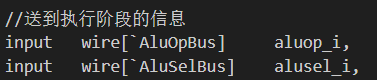 //送到执行阶段的信息
input wire[`AluOpBus] aluop_i,
input wire[`AluSelBus] alusel_i,